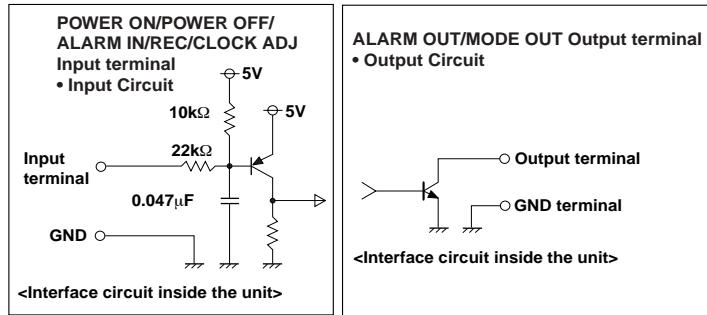 POWER ON/POWER OFF/
ALARM IN/REC/CLOCK ADJ
Input terminal
• Input Circuit
5V
10kΩ
5V
22kΩ
Input
terminal
0.047µF
GND
<Interface circuit inside the unit>
ALARM OUT/MODE OUT Output terminal
• Output Circuit
Output terminal
GND terminal
<Interface circuit inside the unit>